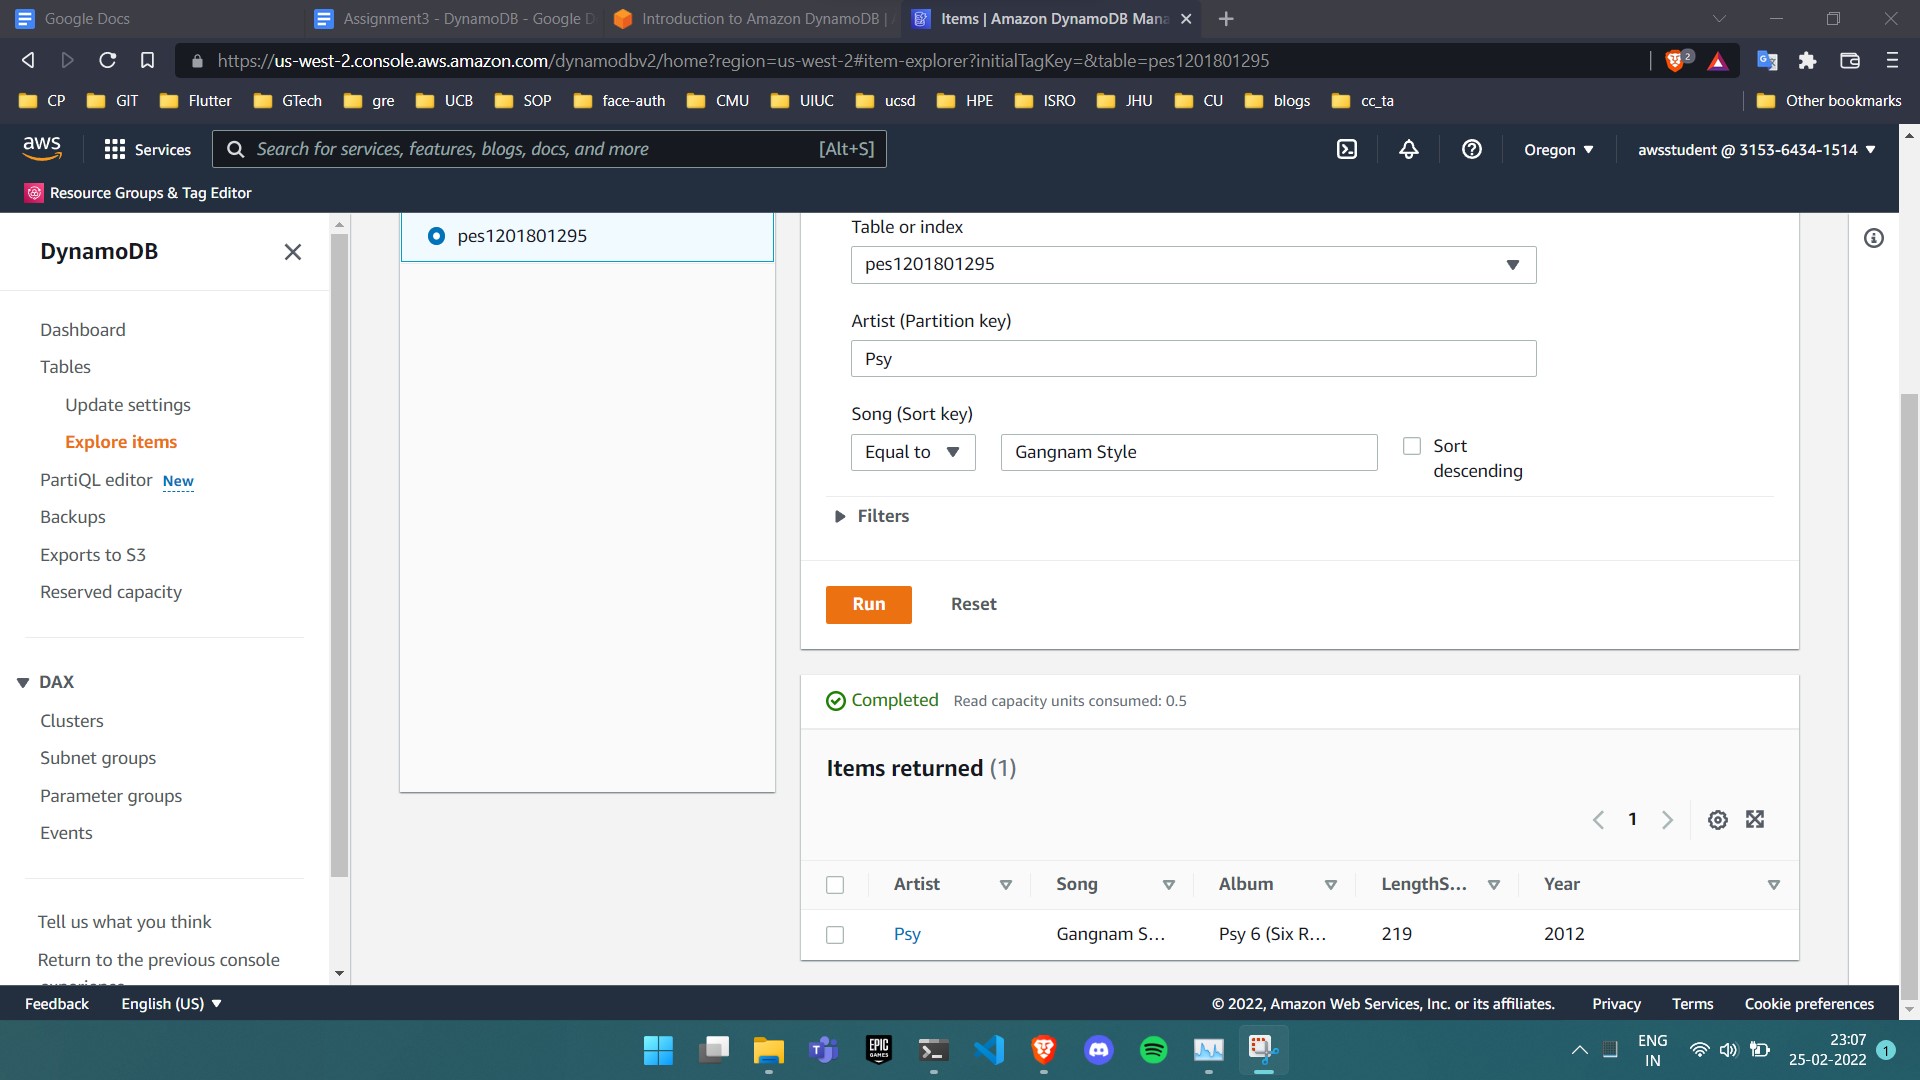 Google Docs
Assignment3 - DynamoDB - Google D
Introduction to Amazon DynamoDB |
Items | Amazon DynamoDB Mana
https://us-west-2.console.aws.amazon.com/dynamodbv2/home?region=us-west-2#item-explorer?initialTagKey=&table=pes1201801295
2
CP GIT Flutter GTech gre UCB SOP face-auth CMU UIUC ucsd HPE ISRO JHU CU blogs cc_ta Other bookmarks
aws Services Search for services, features, blogs, docs, and more [Alt+S] Oregon awsstudent @ 3153-6434-1514
Resource Groups & Tag Editor
DynamoDB
Dashboard
Tables
Update settings
Explore items
PartiQL editor New
Backups
Exports to S3
Reserved capacity
DAX
Clusters
Subnet groups
Parameter groups
Events
Tell us what you think
Return to the previous console
experience
pes1201801295
Table or index
pes1201801295
Artist (Partition key)
Psy
Song (Sort key)
Equal to Gangnam Style Sort
descending
Filters
Run Reset
Completed Read capacity units consumed: 0.5
Items returned (1)
1
Artist Song Album LengthS... Year
Psy Gangnam S... Psy 6 (Six R... 219 2012
Feedback English (US) © 2022, Amazon Web Services, Inc. or its affiliates. Privacy Terms Cookie preferences
EPIC
GAMES
ENG
IN
23:07
25-02-2022
1